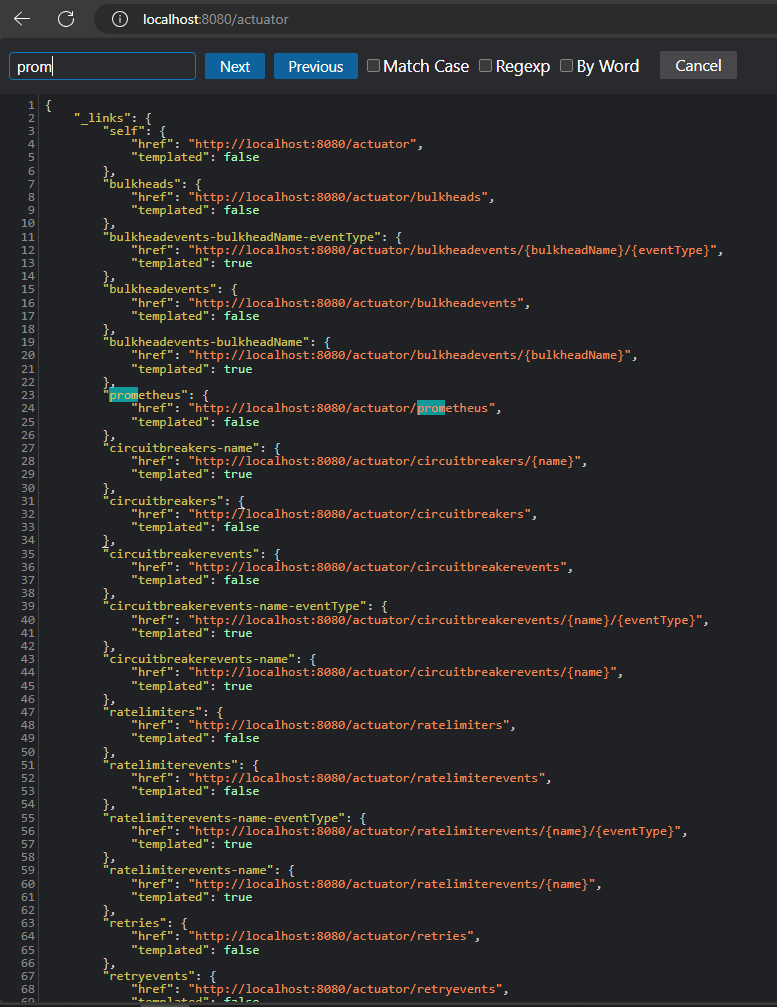 localhost:8080/actuator
prom Next Previous Match Case Regexp By Word Cancel
1 {
2     "_links": {
3         "self": {
4             "href": "http://localhost:8080/actuator",
5             "templated": false
6         },
7         "bulkheads": {
8             "href": "http://localhost:8080/actuator/bulkheads",
9             "templated": false
10         },
11         "bulkheadevents-bulkheadName-eventType": {
12             "href": "http://localhost:8080/actuator/bulkheadevents/{bulkheadName}/{eventType}",
13             "templated": true
14         },
15         "bulkheadevents": {
16             "href": "http://localhost:8080/actuator/bulkheadevents",
17             "templated": false
18         },
19         "bulkheadevents-bulkheadName": {
20             "href": "http://localhost:8080/actuator/bulkheadevents/{bulkheadName}",
21             "templated": true
22         },
23         "prometheus": {
24             "href": "http://localhost:8080/actuator/prometheus",
25             "templated": false
26         },
27         "circuitbreakers-name": {
28             "href": "http://localhost:8080/actuator/circuitbreakers/{name}",
29             "templated": true
30         },
31         "circuitbreakers": {
32             "href": "http://localhost:8080/actuator/circuitbreakers",
33             "templated": false
34         },
35         "circuitbreakerevents": {
36             "href": "http://localhost:8080/actuator/circuitbreakerevents",
37             "templated": false
38         },
39         "circuitbreakerevents-name-eventType": {
40             "href": "http://localhost:8080/actuator/circuitbreakerevents/{name}/{eventType}",
41             "templated": true
42         },
43         "circuitbreakerevents-name": {
44             "href": "http://localhost:8080/actuator/circuitbreakerevents/{name}",
45             "templated": true
46         },
47         "ratelimiters": {
48             "href": "http://localhost:8080/actuator/ratelimiters",
49             "templated": false
50         },
51         "ratelimiterevents": {
52             "href": "http://localhost:8080/actuator/ratelimiterevents",
53             "templated": false
54         },
55         "ratelimiterevents-name-eventType": {
56             "href": "http://localhost:8080/actuator/ratelimiterevents/{name}/{eventType}",
57             "templated": true
58         },
59         "ratelimiterevents-name": {
60             "href": "http://localhost:8080/actuator/ratelimiterevents/{name}",
61             "templated": true
62         },
63         "retries": {
64             "href": "http://localhost:8080/actuator/retries",
65             "templated": false
66         },
67         "retryevents": {
68             "href": "http://localhost:8080/actuator/retryevents",
69             "templated": false